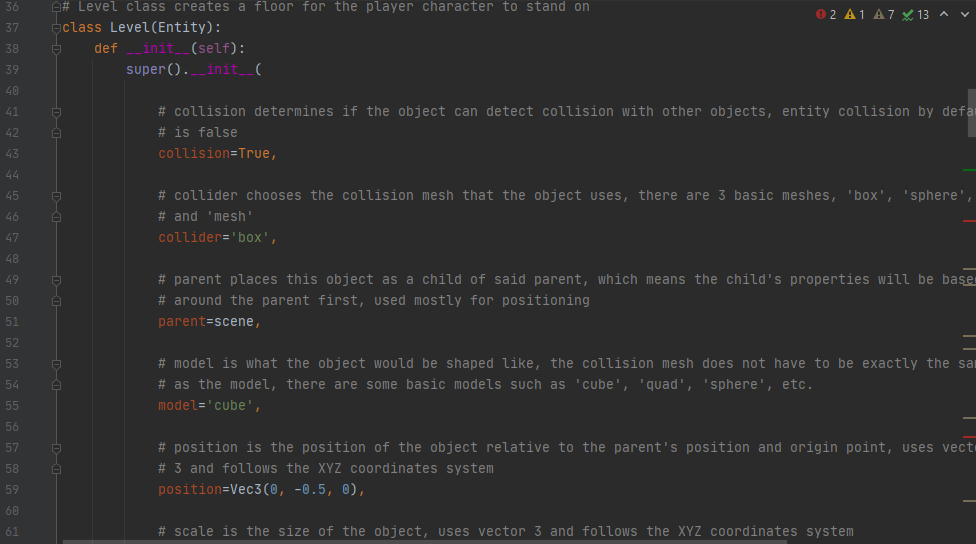 36 # Level class creates a floor for the player character to stand on
2 1 7 13
37 class Level(Entity):
38 def __init__(self):
39 super().__init__(
40
41 # collision determines if the object can detect collision with other objects, entity collision by defa
42 # is false
43 collision=True,
44
45 # collider chooses the collision mesh that the object uses, there are 3 basic meshes, 'box', 'sphere',
46 # and 'mesh'
47 collider='box',
48
49 # parent places this object as a child of said parent, which means the child's properties will be based
50 # around the parent first, used mostly for positioning
51 parent=scene,
52
53 # model is what the object would be shaped like, the collision mesh does not have to be exactly the sam
54 # as the model, there are some basic models such as 'cube', 'quad', 'sphere', etc.
55 model='cube',
56
57 # position is the position of the object relative to the parent's position and origin point, uses vecto
58 # 3 and follows the XYZ coordinates system
59 position=Vec3(0, -0.5, 0),
60
61 # scale is the size of the object, uses vector 3 and follows the XYZ coordinates system